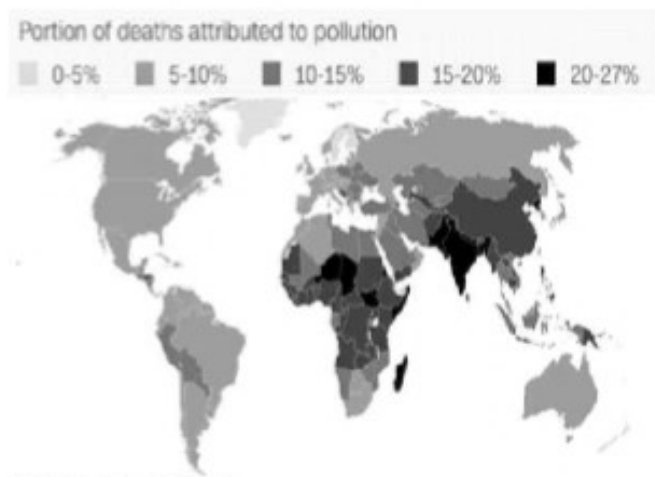 Portion of deaths attributed to pollution
0-5% 5-10% 10-15% 15-20% 20-27%